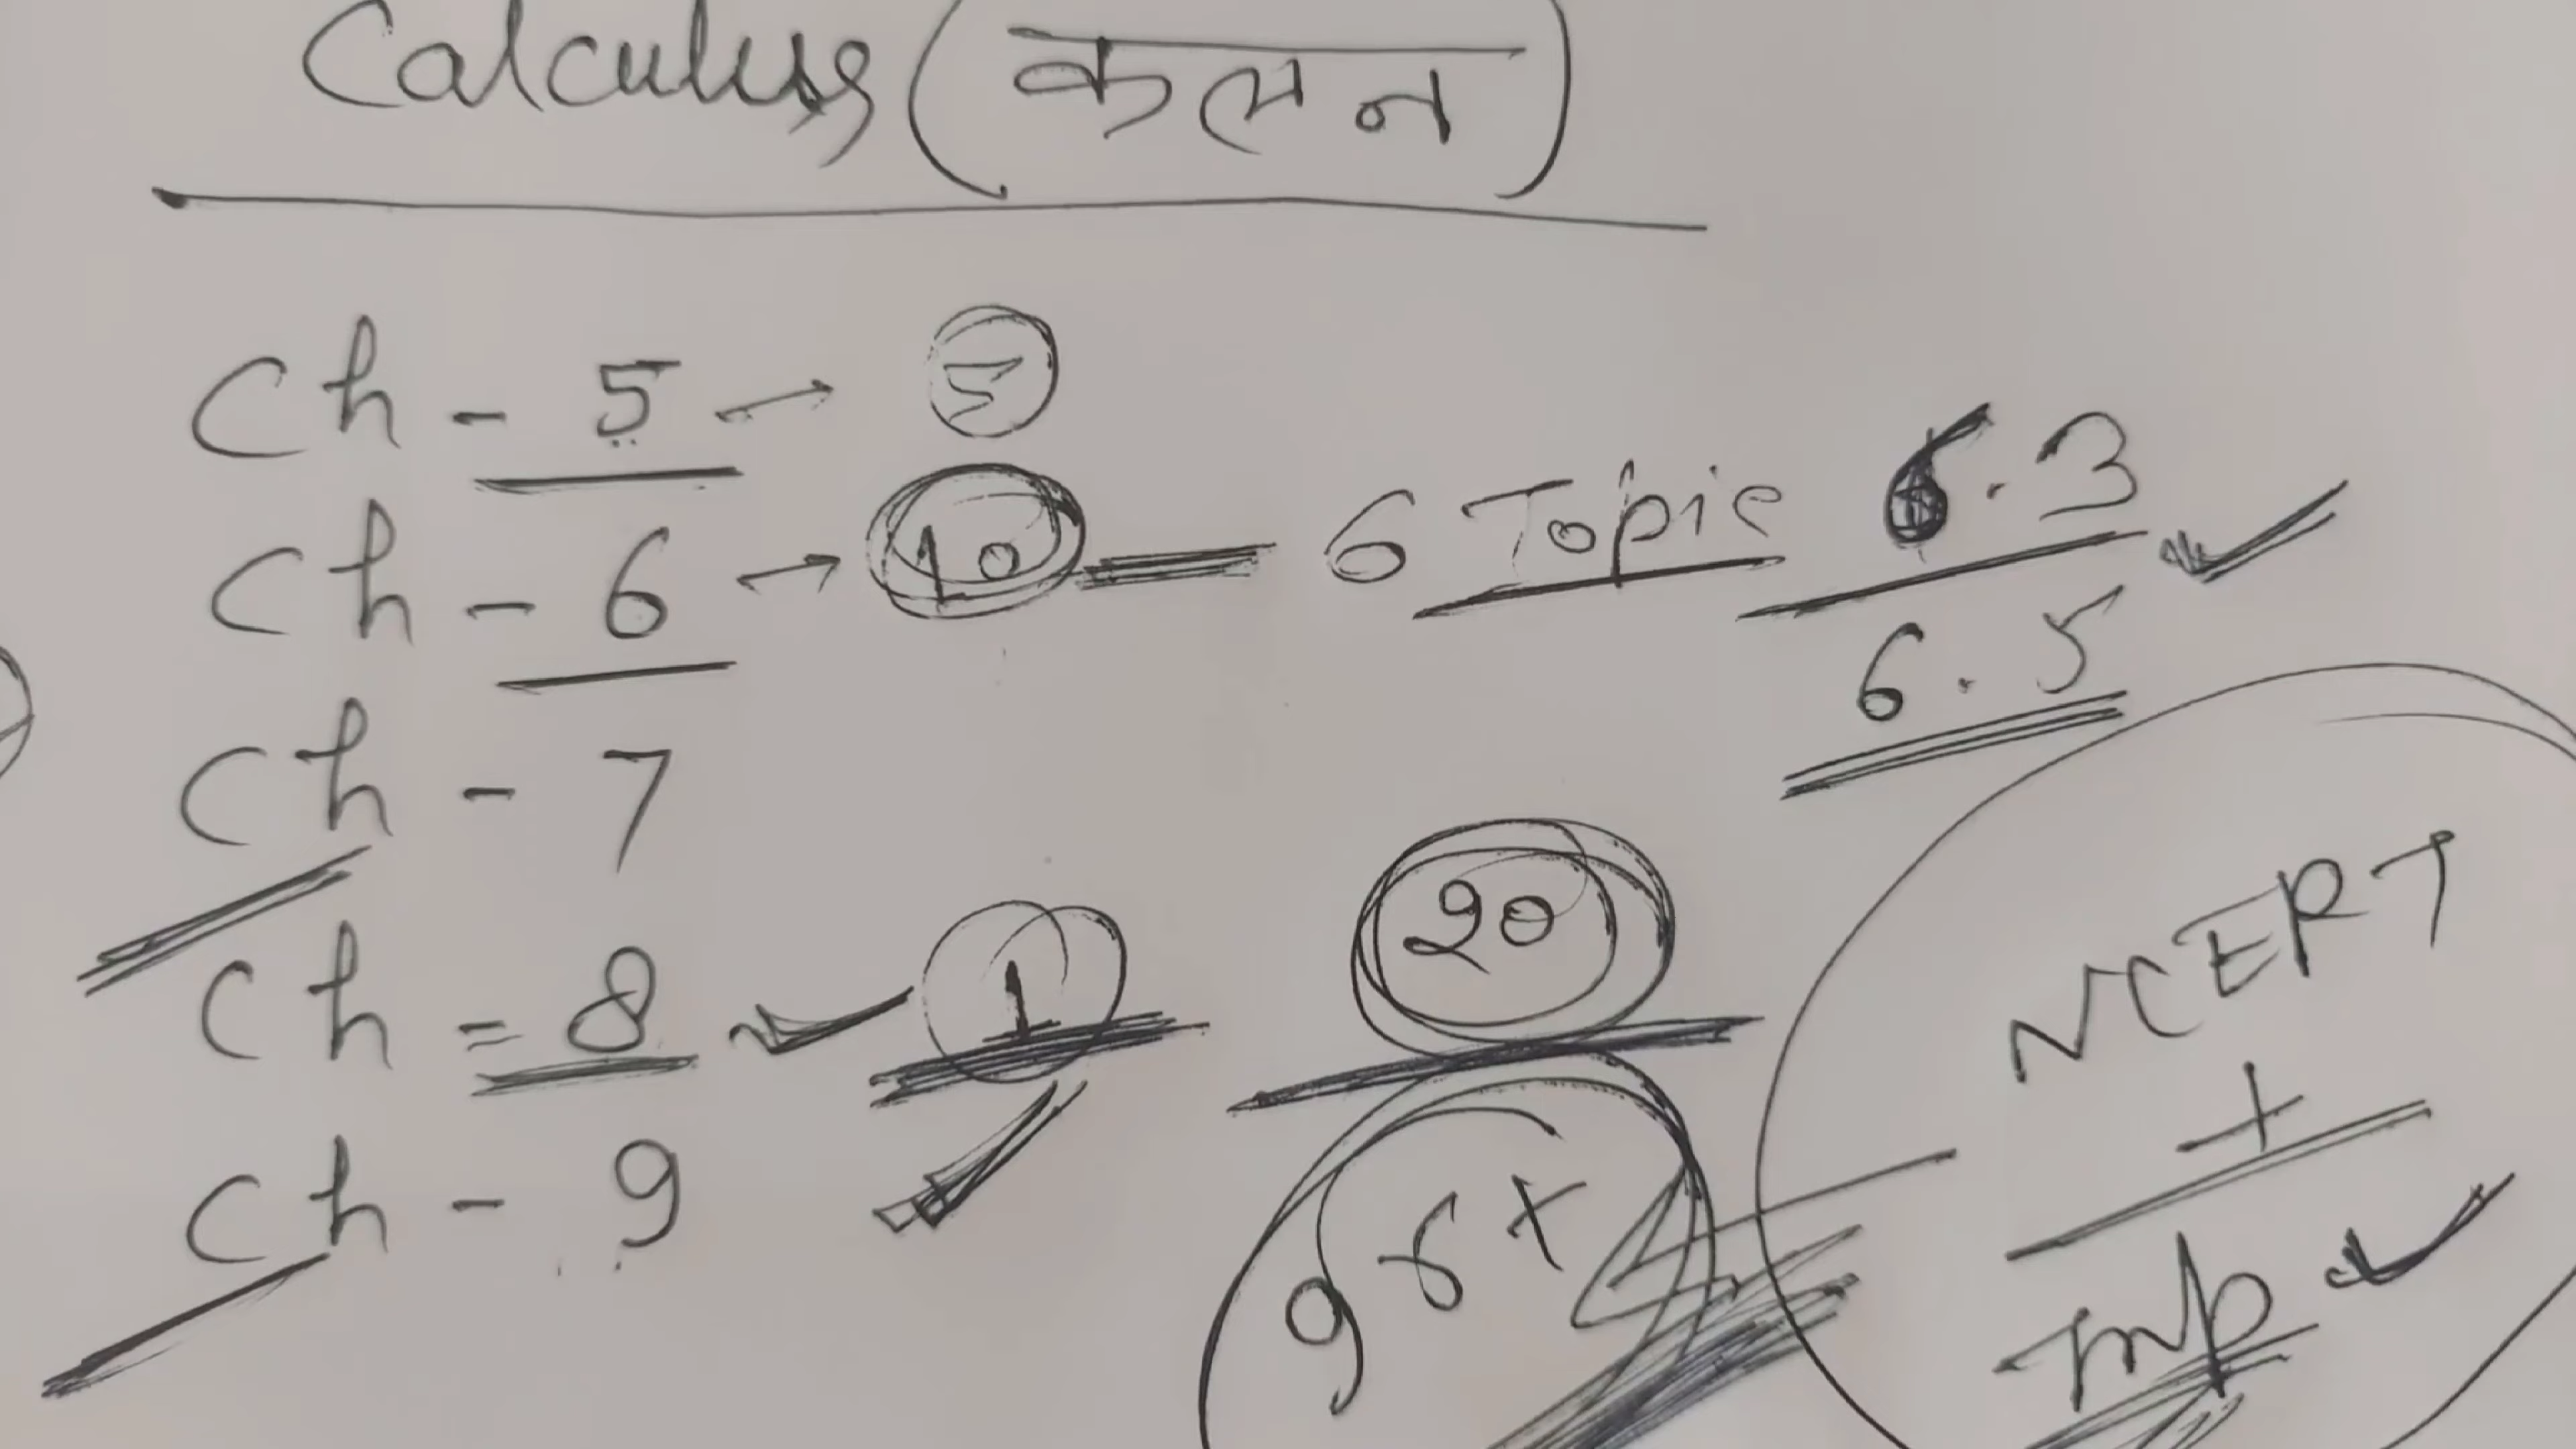 Calculus (कलन)
Ch - 5 → 5
Ch - 6 → 10 — 6 Topic 6.3
6.5
Ch - 7
Ch = 8 1 20
Ch - 9
95+
NCERT
+
Imp